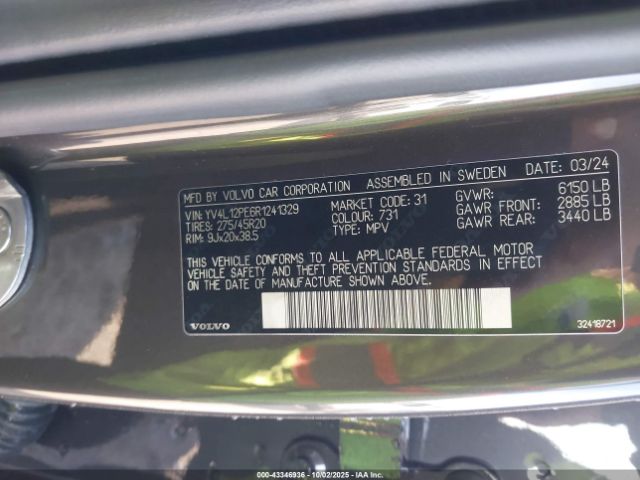 MFD BY VOLVO CAR CORPORATION ASSEMBLED IN SWEDEN DATE: 03/24
VIN: YV4L12PE6R1241329 MARKET CODE: 31 GVWR: 6150 LB
TIRES: 275/45R20 COLOUR: 731 GAWR FRONT: 2885 LB
RIM: 9Jx20x38.5 TYPE: MPV GAWR REAR: 3440 LB
THIS VEHICLE CONFORMS TO ALL APPLICABLE FEDERAL MOTOR
VEHICLE SAFETY AND THEFT PREVENTION STANDARDS IN EFFECT
ON THE DATE OF MANUFACTURE SHOWN ABOVE.
VOLVO 32418721
000-43346936 - 10/02/2025 - IAAI.com